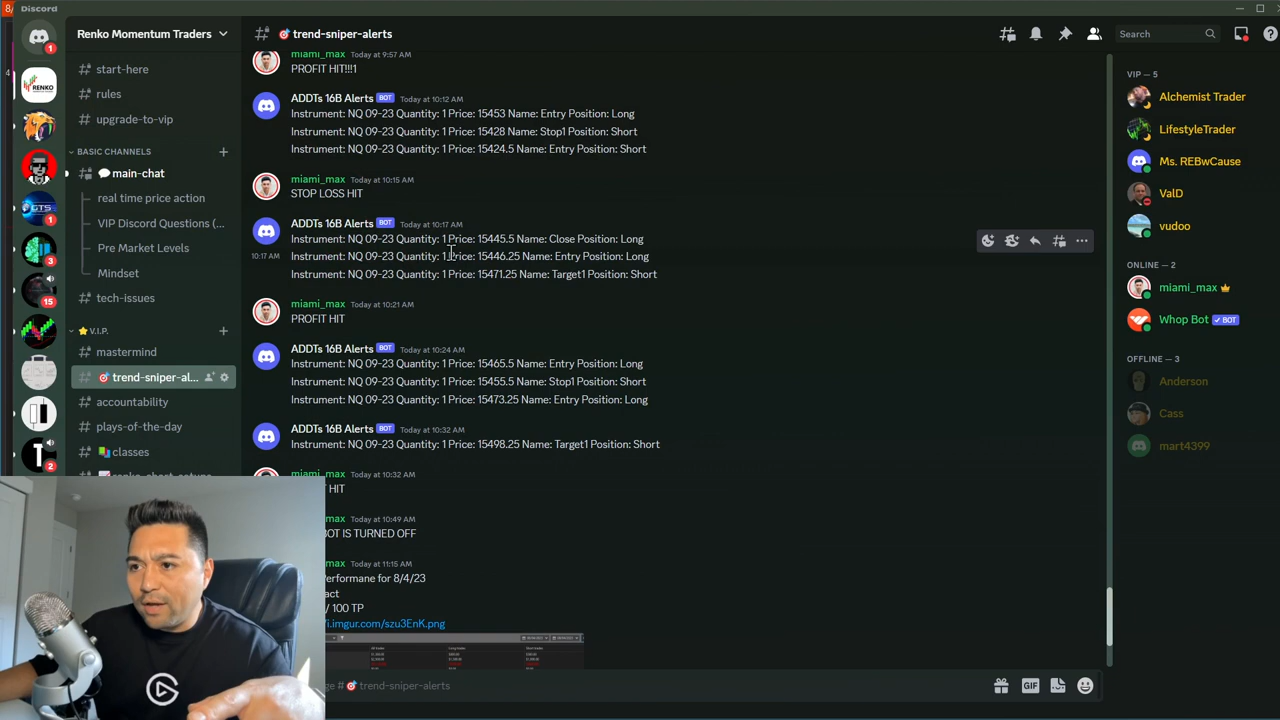 Discord
Renko Momentum Traders
start-here
rules
upgrade-to-vip
BASIC CHANNELS
main-chat
real time price action
VIP Discord Questions (...
Pre Market Levels
Mindset
tech-issues
V.I.P.
mastermind
trend-sniper-al...
accountability
plays-of-the-day
classes
RENKO
GTS
1
1
3
15
2
trend-sniper-alerts
Search
miami_max Today at 9:57 AM
PROFIT HIT!!!1
ADDTs 16B Alerts BOT Today at 10:12 AM
Instrument: NQ 09-23 Quantity: 1 Price: 15453 Name: Entry Position: Long
Instrument: NQ 09-23 Quantity: 1 Price: 15428 Name: Stop1 Position: Short
Instrument: NQ 09-23 Quantity: 1 Price: 15424.5 Name: Entry Position: Short
miami_max Today at 10:15 AM
STOP LOSS HIT
ADDTs 16B Alerts BOT Today at 10:17 AM
Instrument: NQ 09-23 Quantity: 1 Price: 15445.5 Name: Close Position: Long
10:17 AM Instrument: NQ 09-23 Quantity: 1 Price: 15446.25 Name: Entry Position: Long
Instrument: NQ 09-23 Quantity: 1 Price: 15471.25 Name: Target1 Position: Short
miami_max Today at 10:21 AM
PROFIT HIT
ADDTs 16B Alerts BOT Today at 10:24 AM
Instrument: NQ 09-23 Quantity: 1 Price: 15465.5 Name: Entry Position: Long
Instrument: NQ 09-23 Quantity: 1 Price: 15455.5 Name: Stop1 Position: Short
Instrument: NQ 09-23 Quantity: 1 Price: 15473.25 Name: Entry Position: Long
ADDTs 16B Alerts BOT Today at 10:32 AM
Instrument: NQ 09-23 Quantity: 1 Price: 15498.25 Name: Target1 Position: Short
miami_max Today at 10:32 AM
HIT
max Today at 10:49 AM
BOT IS TURNED OFF
max Today at 11:15 AM
Performane for 8/4/23
act
/ 100 TP
i.imgur.com/szu3EnK.png
trend-sniper-alerts
GIF
VIP — 5
Alchemist Trader
LifestyleTrader
Ms. REBwCause
ValD
vudoo
ONLINE — 2
miami_max
Whop Bot BOT
OFFLINE — 3
Anderson
Cass
mart4399